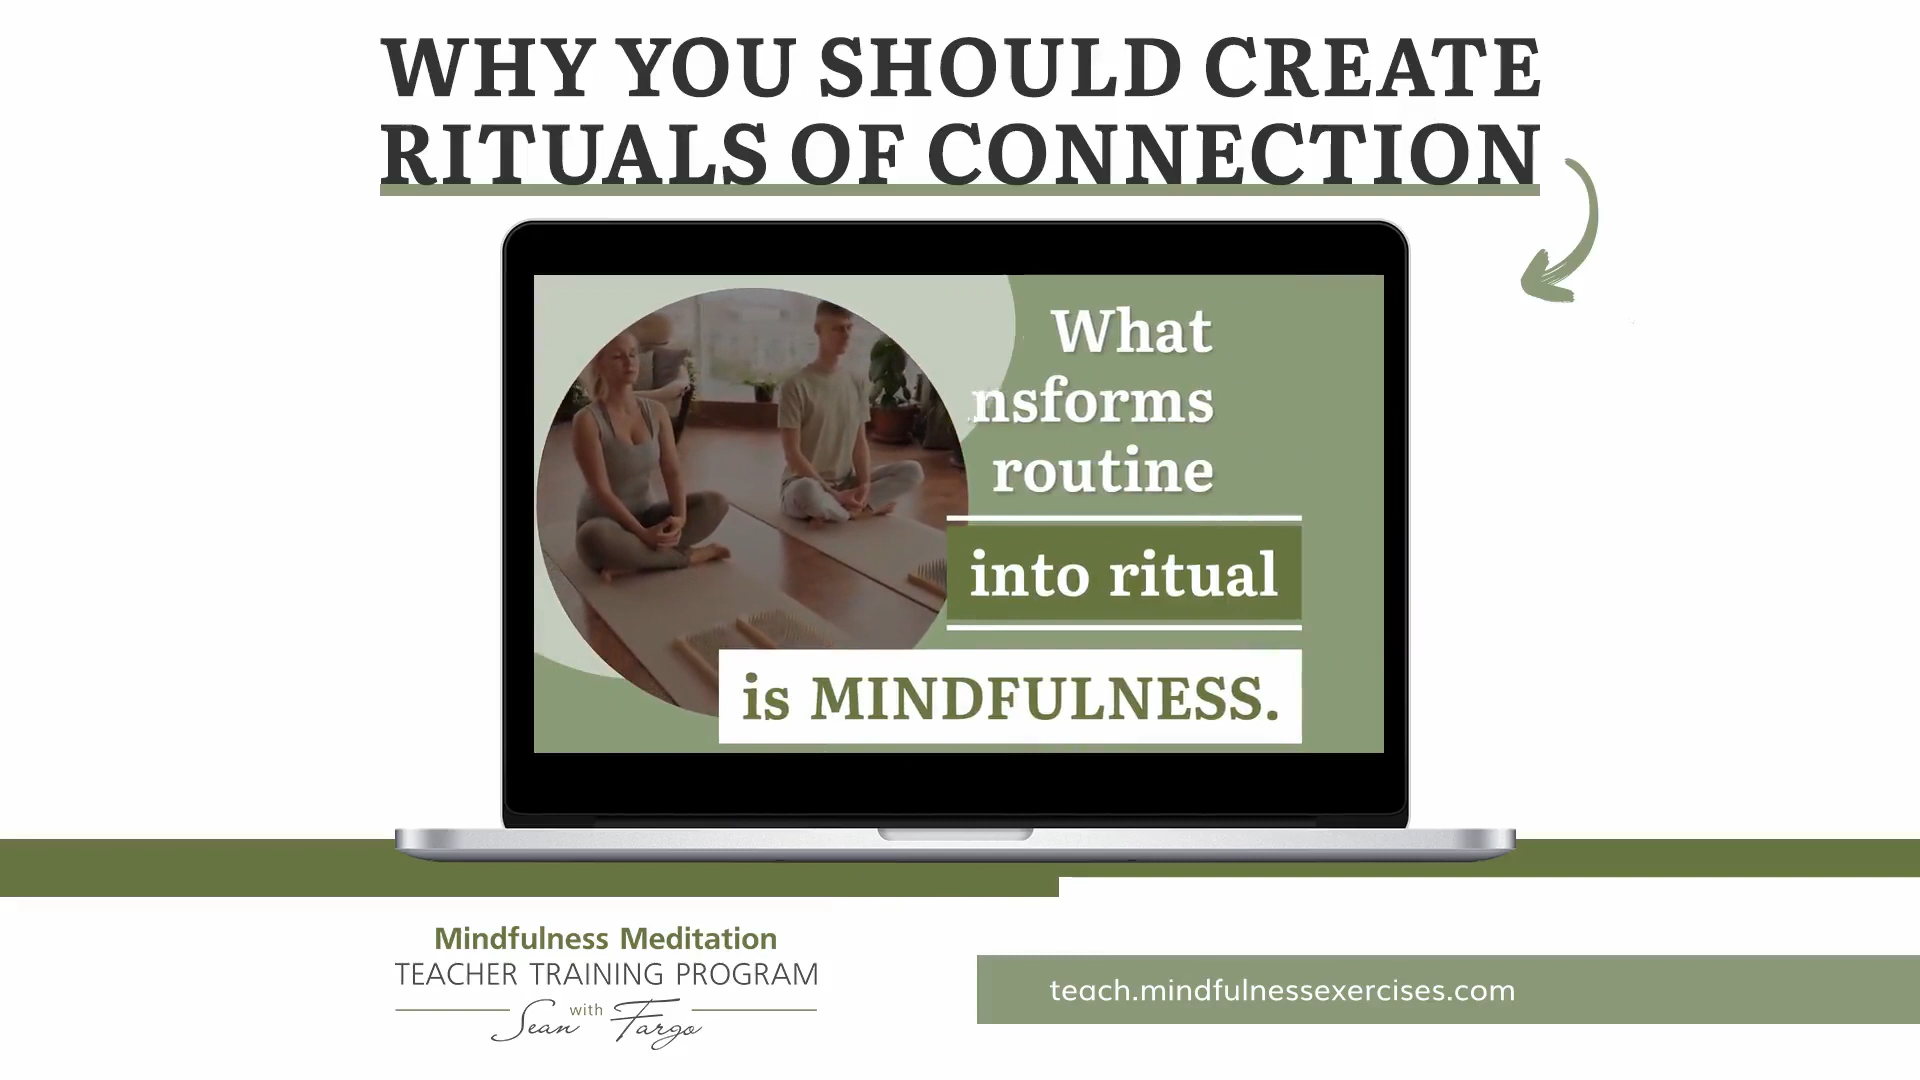 WHY YOU SHOULD CREATE
RITUALS OF CONNECTION
What
nsforms
routine
into ritual
is MINDFULNESS.
Mindfulness Meditation
TEACHER TRAINING PROGRAM
with
Sean Fargo
teach.mindfulnessexercises.com